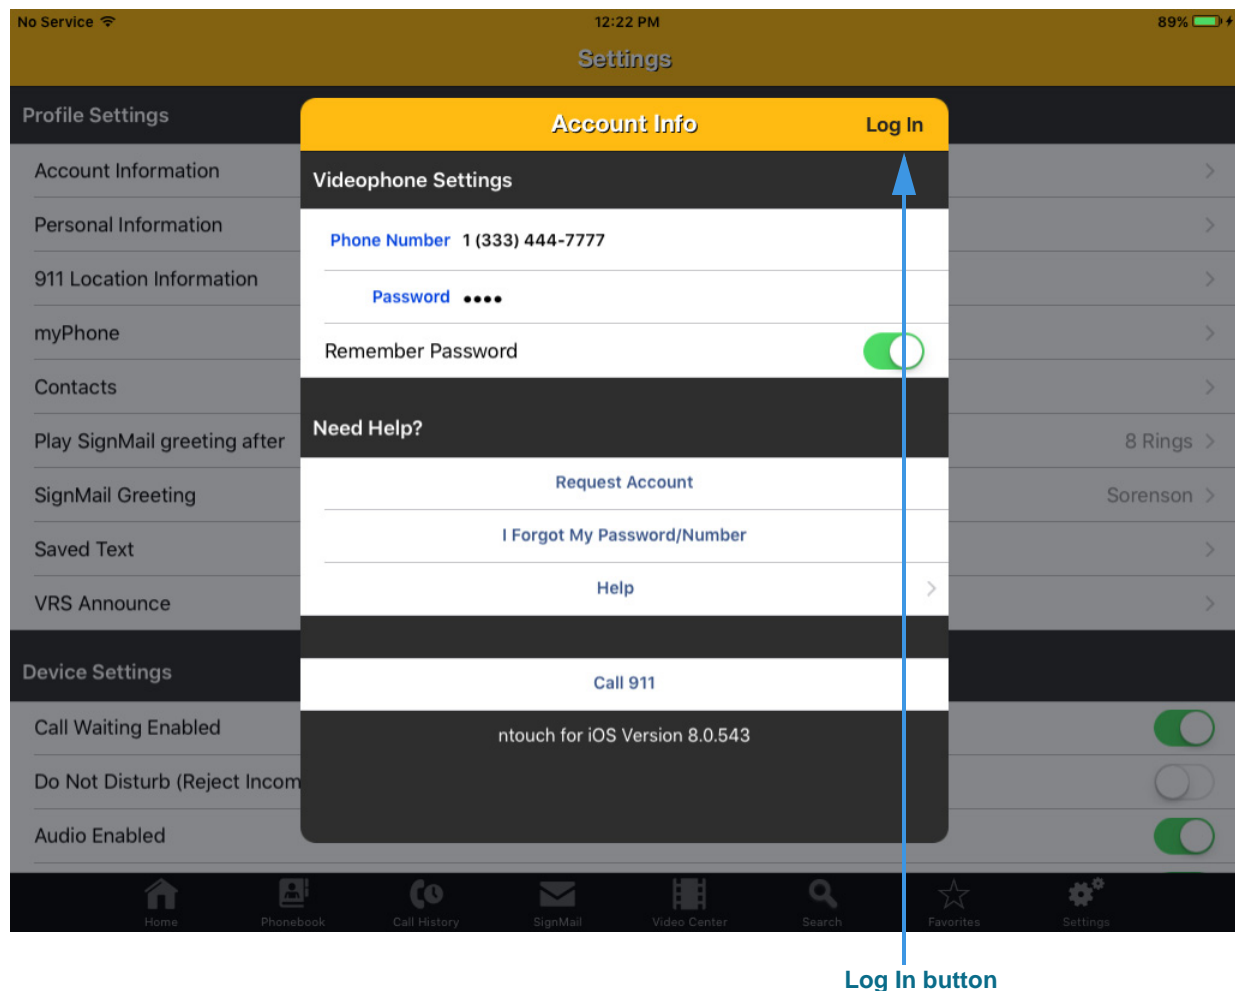 No Service 12:22 PM 89%
Settings
Profile Settings
Account Information
Personal Information
911 Location Information
myPhone
Contacts
Play SignMail greeting after 8 Rings
SignMail Greeting Sorenson
Saved Text
VRS Announce
Device Settings
Call Waiting Enabled
Do Not Disturb (Reject Incom
Audio Enabled
Account Info Log In
Videophone Settings
Phone Number 1 (333) 444-7777
Password ••••
Remember Password
Need Help?
Request Account
I Forgot My Password/Number
Help
Call 911
ntouch for iOS Version 8.0.543
Home Phonebook Call History SignMail Video Center Search Favorites Settings
Log In button